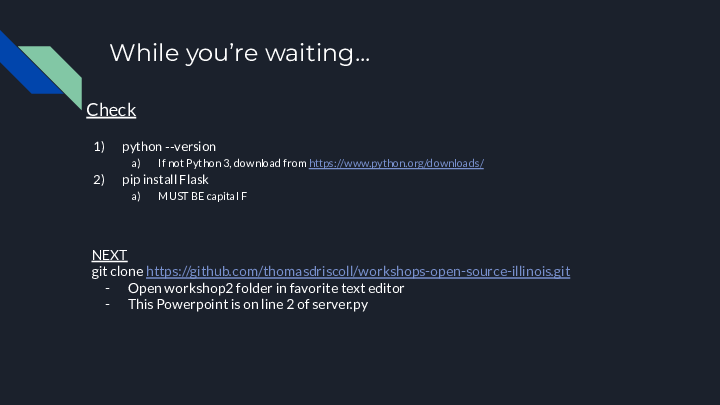 While you're waiting...
Check
1) python --version
a) If not Python 3, download from https://www.python.org/downloads/
2) pip install Flask
a) MUST BE capital F
NEXT
git clone https://github.com/thomasdriscoll/workshops-open-source-illinois.git
- Open workshop2 folder in favorite text editor
- This Powerpoint is on line 2 of server.py